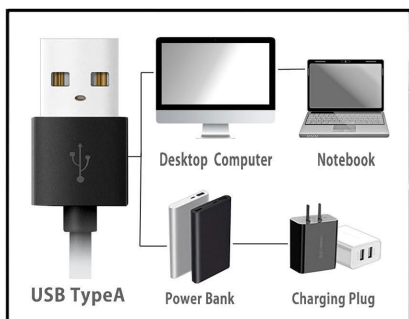 Desktop Computer
Notebook
USB TypeA
Power Bank
Charging Plug